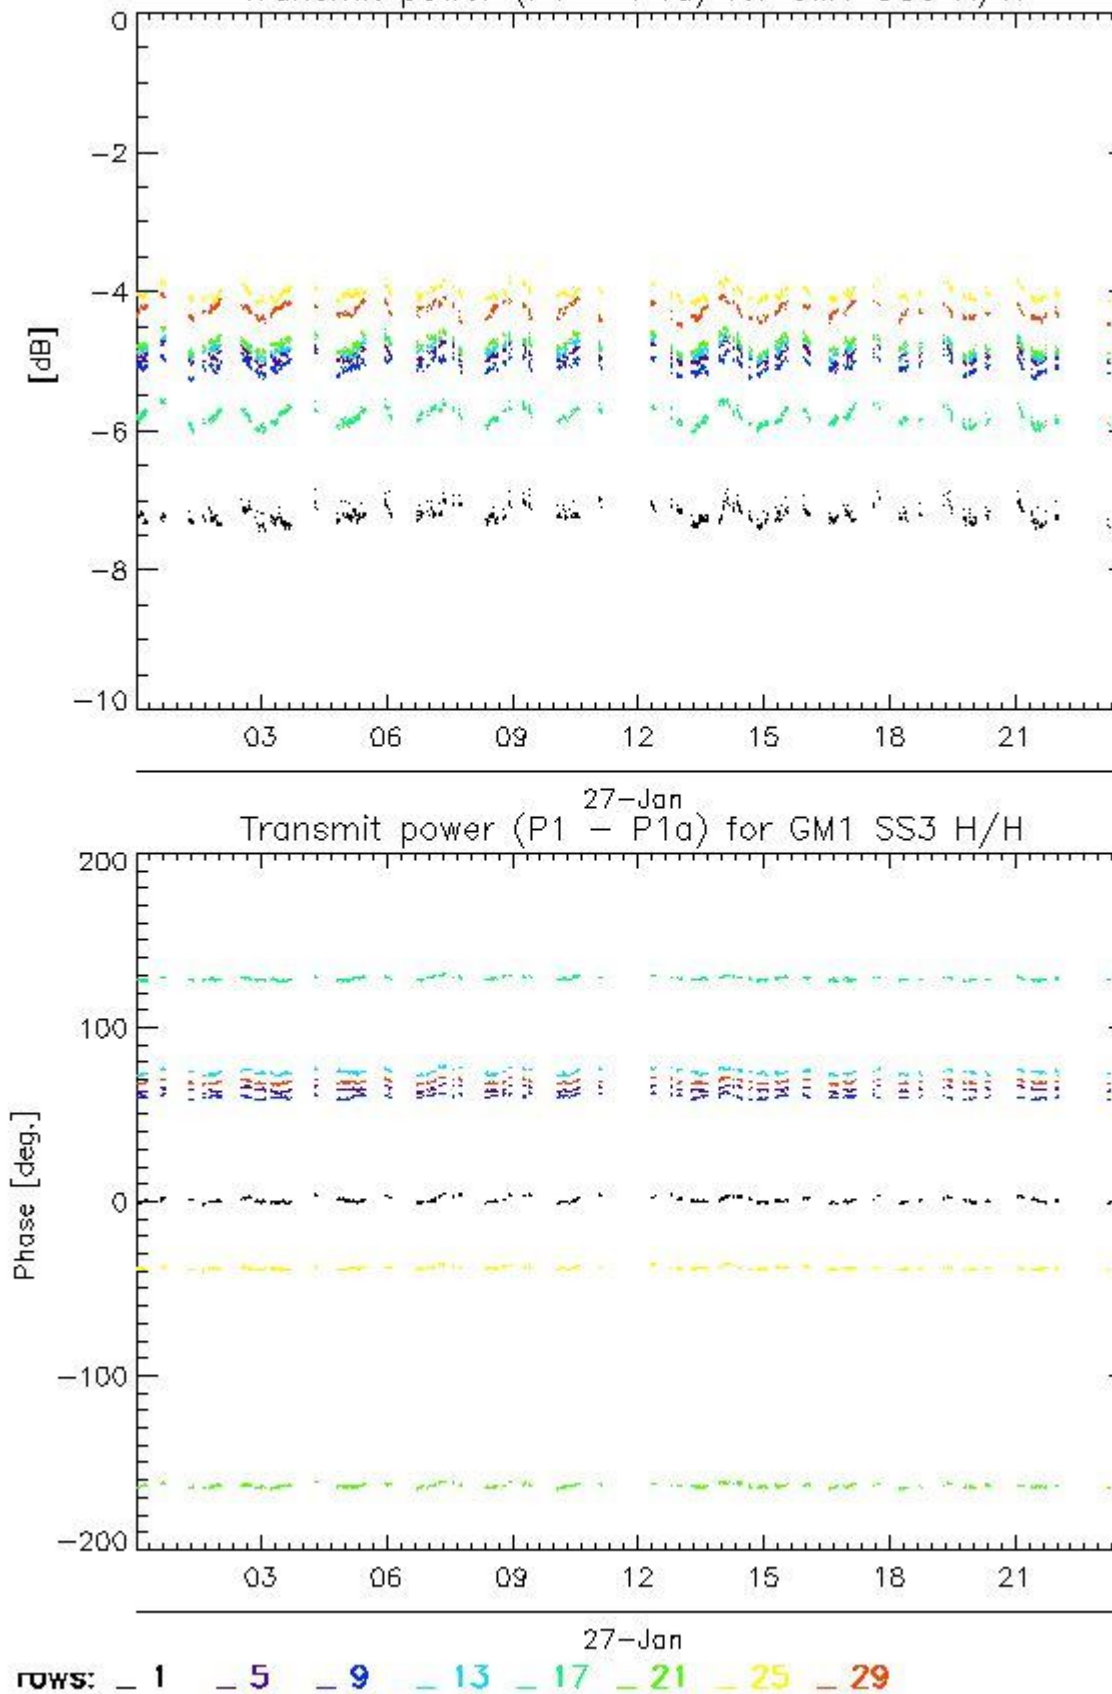 0
−2
−4
−6
−8
−10
[dB]
03 06 09 12 15 18 21
27-Jan
Transmit power (P1 − P1a) for GM1 SS3 H/H
200
100
0
−100
−200
Phase [deg.]
03 06 09 12 15 18 21
27-Jan
rows: _ 1 _ 5 _ 9 _ 13 _ 17 _ 21 _ 25 _ 29